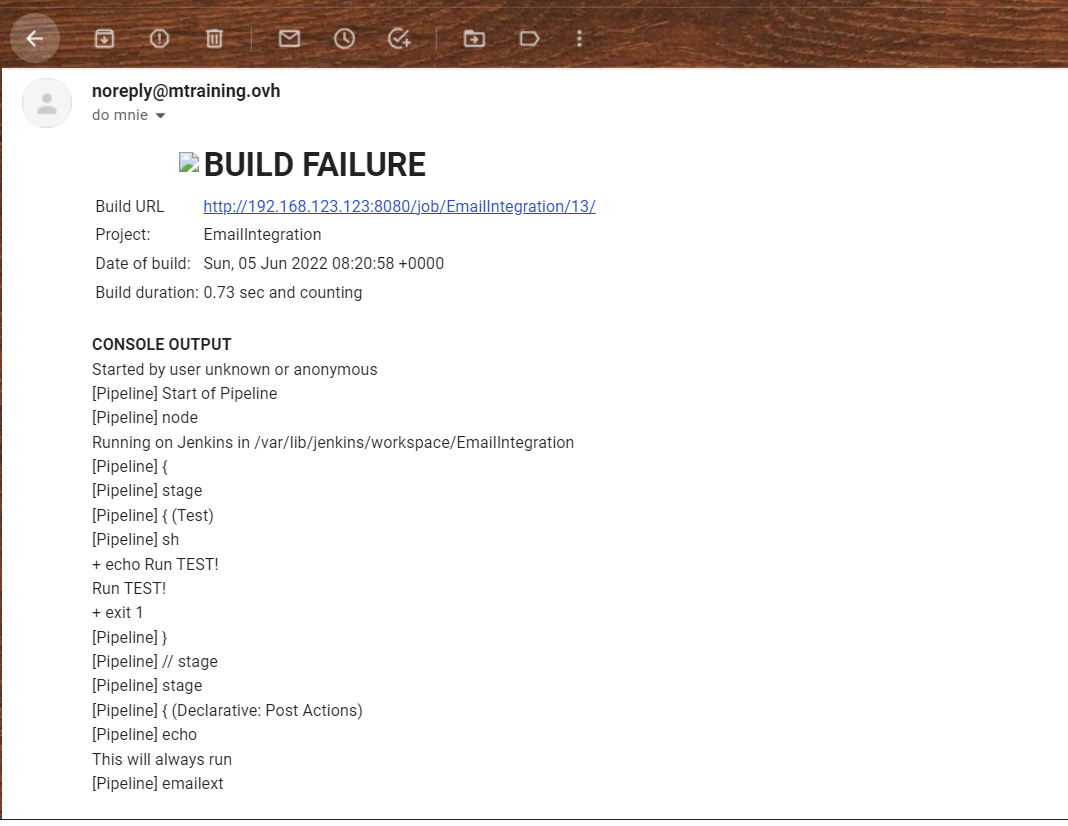 noreply@mtraining.ovh
do mnie
BUILD FAILURE
Build URL http://192.168.123.123:8080/job/EmailIntegration/13/
Project: EmailIntegration
Date of build: Sun, 05 Jun 2022 08:20:58 +0000
Build duration: 0.73 sec and counting
CONSOLE OUTPUT
Started by user unknown or anonymous
[Pipeline] Start of Pipeline
[Pipeline] node
Running on Jenkins in /var/lib/jenkins/workspace/EmailIntegration
[Pipeline] {
[Pipeline] stage
[Pipeline] { (Test)
[Pipeline] sh
+ echo Run TEST!
Run TEST!
+ exit 1
[Pipeline] }
[Pipeline] // stage
[Pipeline] stage
[Pipeline] { (Declarative: Post Actions)
[Pipeline] echo
This will always run
[Pipeline] emailext